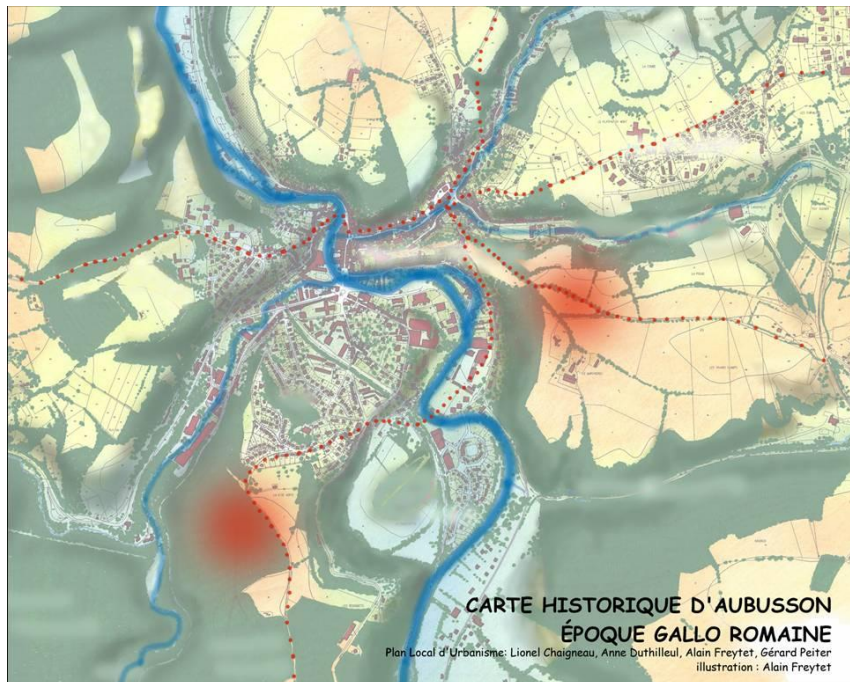 CARTE HISTORIQUE D'AUBUSSON
ÉPOQUE GALLO ROMAINE
Plan Local d'Urbanisme: Lionel Chaigneau, Anne Duthilleul, Alain Freytet, Gérard Peiter
illustration : Alain Freytet